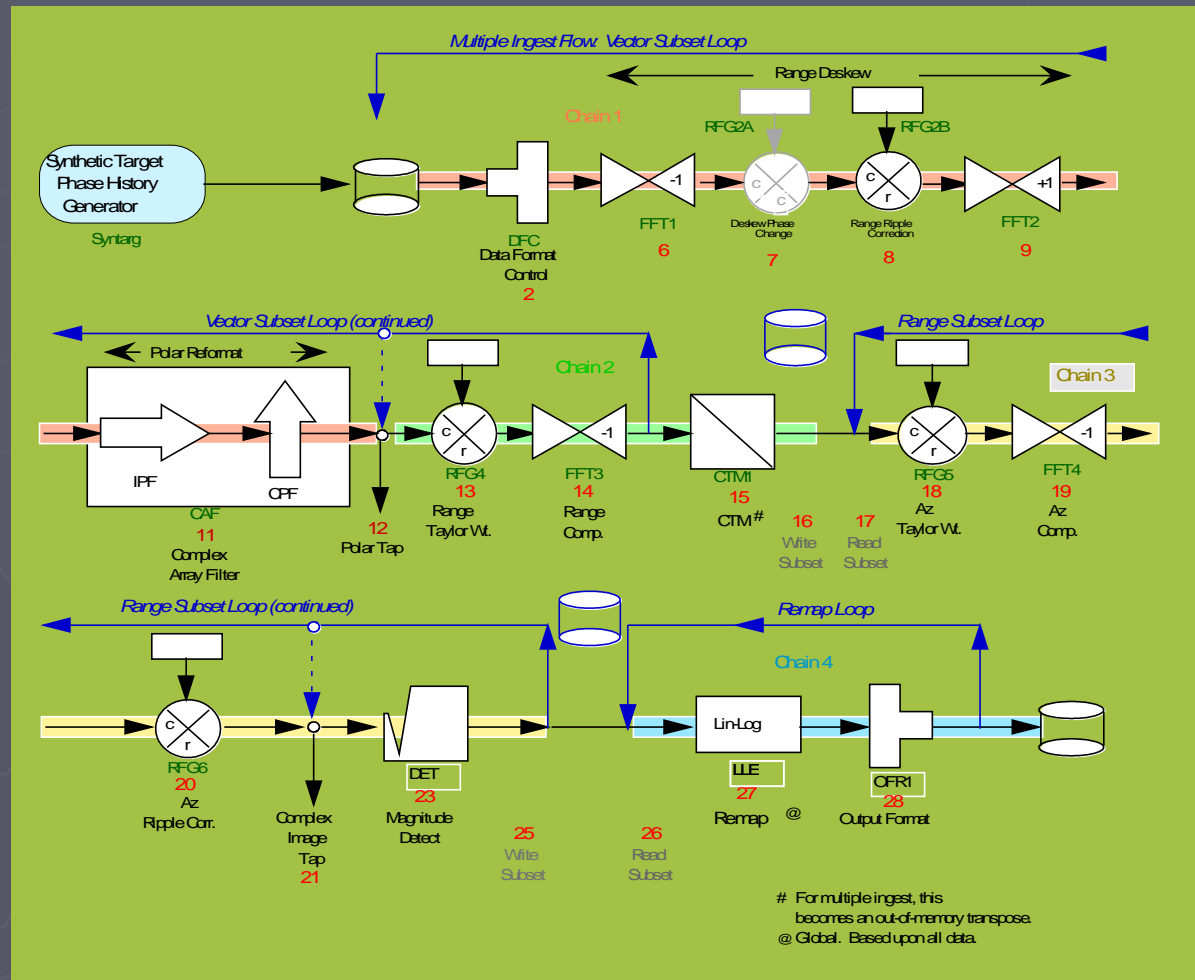 Multiple Ingest Flow: Vector Subset Loop
Range Deskew
Chain 1
RFG2A
RFG2B
Synthetic Target
Phase History
Generator
Syntarg
-1
c
c
c
r
+1
DFC
Data Format
Control
2
FFT1
6
Deskew Phase
Change
7
Range Ripple
Correction
8
FFT2
9
Vector Subset Loop (continued)
Range Subset Loop
Polar Reformat
Chain 2
Chain 3
IPF
OPF
c
r
-1
c
r
-1
CAF
11
Complex
Array Filter
12
Polar Tap
RFG4
13
Range
Taylor Wt.
FFT3
14
Range
Comp.
CTM1
15
CTM #
16
Write
Subset
17
Read
Subset
RFG5
18
Az
Taylor Wt.
FFT4
19
Az
Comp.
Range Subset Loop (continued)
Remap Loop
Chain 4
c
r
Lin-Log
RFG6
20
Az
Ripple Corr.
Complex
Image
Tap
21
DET
23
Magnitude
Detect
25
Write
Subset
26
Read
Subset
LLE
27
Remap @
OFR1
28
Output Format
# For multiple ingest, this
becomes an out-of-memory transpose.
@ Global. Based upon all data.